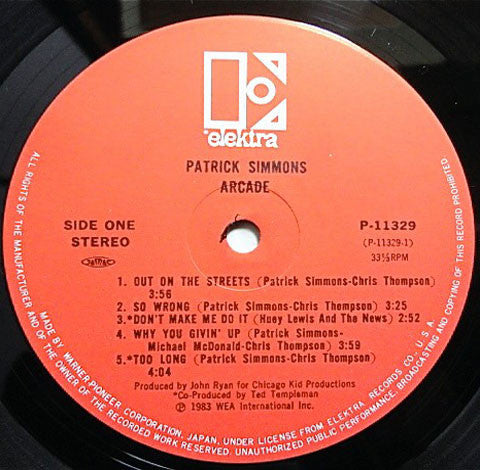 elektra
PATRICK SIMMONS
ARCADE
SIDE ONE
STEREO
P-11329
(P-11329-1)
33⅓RPM
1. OUT ON THE STREETS (Patrick Simmons-Chris Thompson)
3:56
2. SO WRONG (Patrick Simmons-Chris Thompson) 3:25
3.*DON'T MAKE ME DO IT (Huey Lewis And The News) 2:52
4. WHY YOU GIVIN' UP (Patrick Simmons-
Michael McDonald-Chris Thompson) 3:59
5.*TOO LONG (Patrick Simmons-Chris Thompson)
4:04
Produced by John Ryan for Chicago Kid Productions
*Co-Produced by Ted Templeman
Ⓟ 1983 WEA International Inc.
MADE BY WARNER-PIONEER CORPORATION, JAPAN, UNDER LICENSE FROM ELEKTRA RECORDS CO., U.S.A.
ALL RIGHTS OF THE MANUFACTURER AND OF THE OWNER OF THE RECORDED WORK RESERVED. UNAUTHORIZED PUBLIC PERFORMANCE, BROADCASTING AND COPYING OF THIS RECORD PROHIBITED.